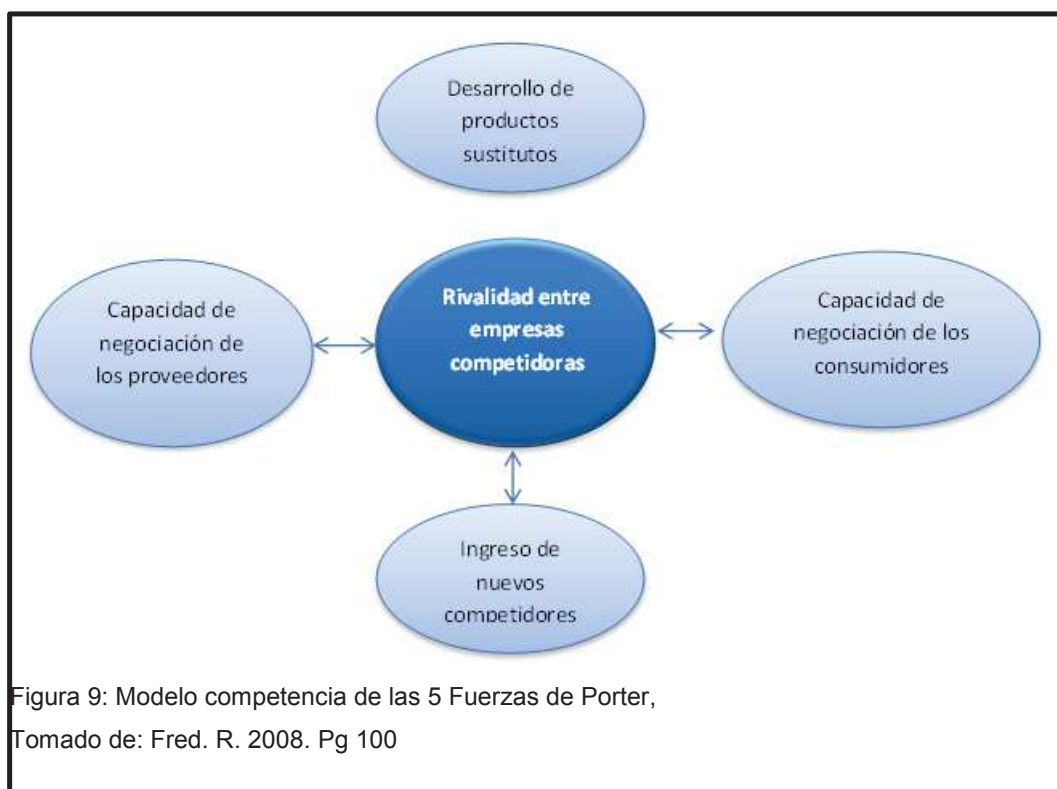 Desarrollo de
productos
sustitutos
Capacidad de
negociación de
los proveedores
Rivalidad entre
empresas
competidoras
Capacidad de
negociación de los
consumidores
Ingreso de
nuevos
competidores
Figura 9: Modelo competencia de las 5 Fuerzas de Porter,
Tomado de: Fred. R. 2008. Pg 100